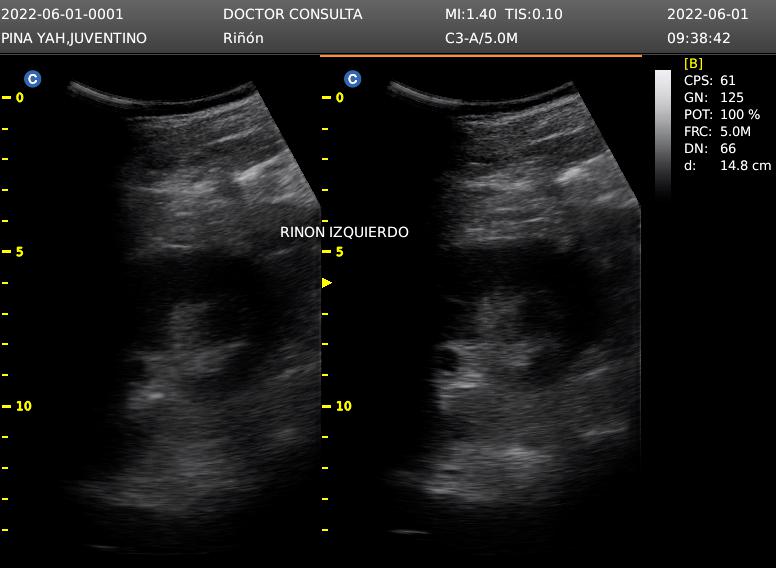 2022-06-01-0001 DOCTOR CONSULTA MI:1.40 TIS:0.10 2022-06-01
PINA YAH,JUVENTINO Riñón C3-A/5.0M 09:38:42
C C [B]
0 0 CPS: 61
GN: 125
POT: 100 %
FRC: 5.0M
DN: 66
d: 14.8 cm
RINON IZQUIERDO
5 5
10 10